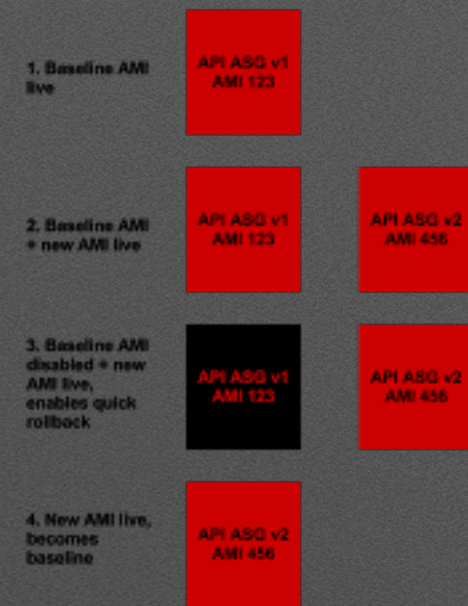 1. Baseline AMI
live
API ASG v1
AMI 123
2. Baseline AMI
+ new AMI live
API ASG v1
AMI 123
API ASG v2
AMI 456
3. Baseline AMI
disabled + new
AMI live,
enables quick
rollback
API ASG v1
AMI 123
API ASG v2
AMI 456
4. New AMI live,
becomes
baseline
API ASG v2
AMI 456